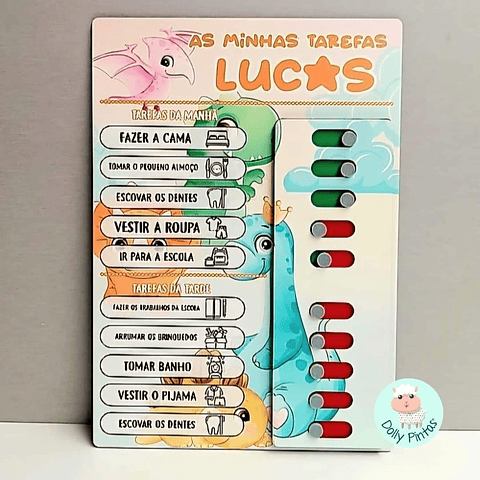 AS MINHAS TAREFAS
LUCAS
TAREFAS DA MANHÃ
FAZER A CAMA
TOMAR O PEQUENO ALMOÇO
ESCOVAR OS DENTES
VESTIR A ROUPA
IR PARA A ESCOLA
TAREFAS DA TARDE
FAZER OS TRABALHOS DA ESCOLA
ARRUMAR OS BRINQUEDOS
TOMAR BANHO
VESTIR O PIJAMA
ESCOVAR OS DENTES
Dolly Pintas